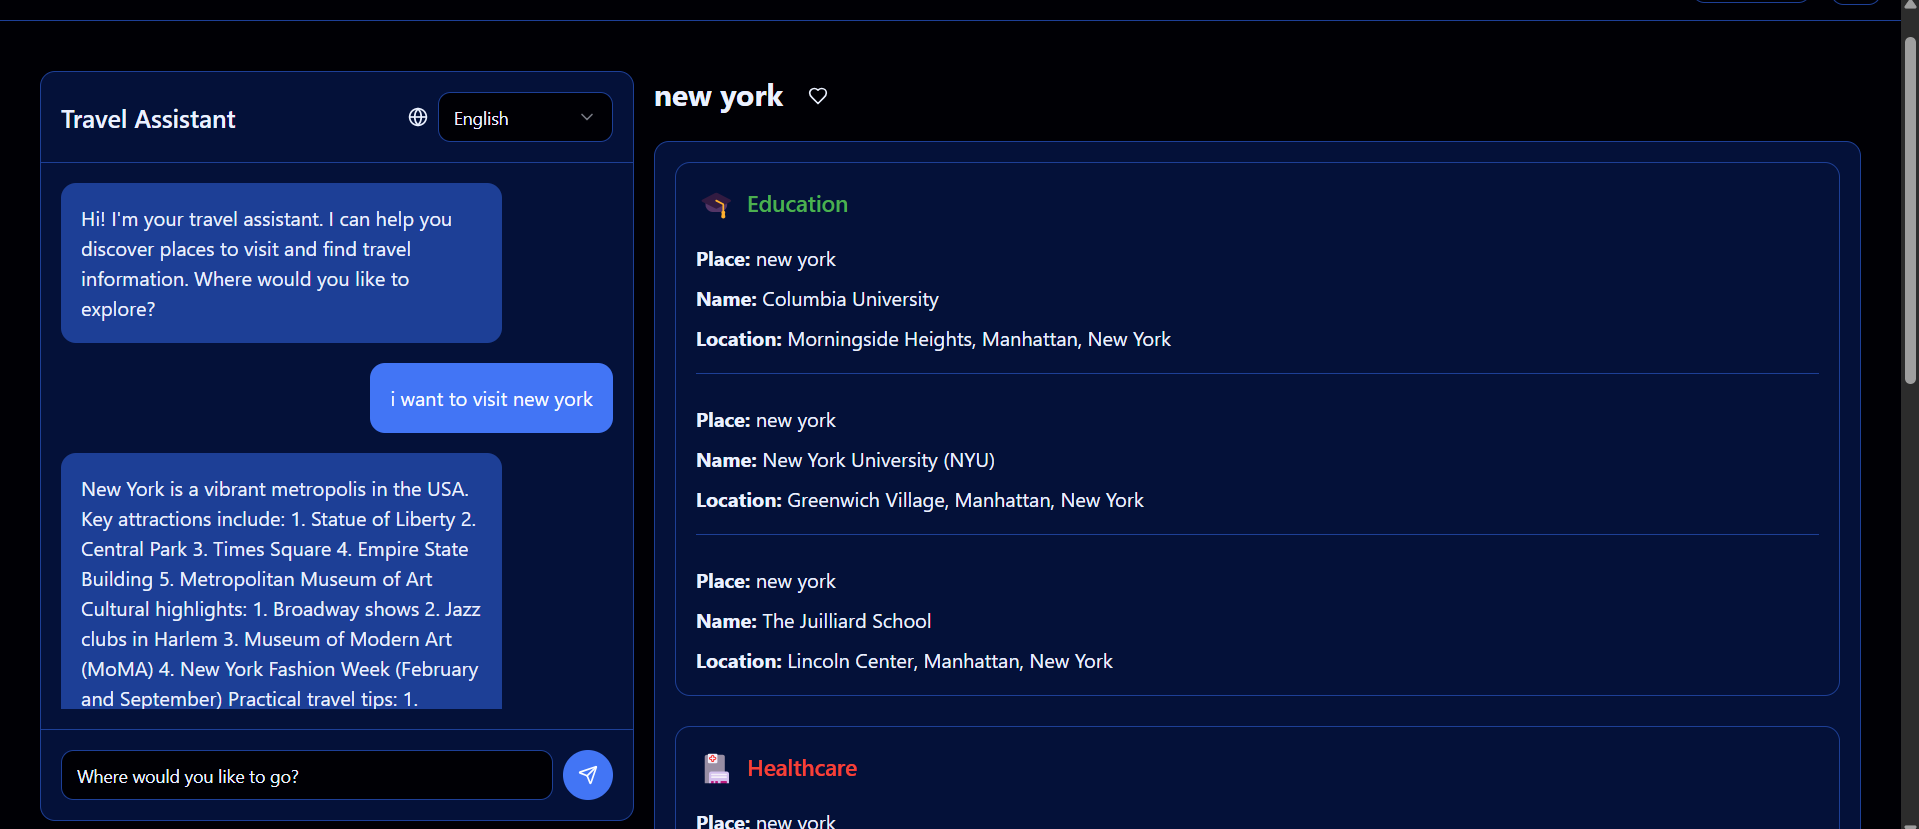 Travel Assistant
English
Hi! I'm your travel assistant. I can help you
discover places to visit and find travel
information. Where would you like to
explore?
i want to visit new york
New York is a vibrant metropolis in the USA.
Key attractions include: 1. Statue of Liberty 2.
Central Park 3. Times Square 4. Empire State
Building 5. Metropolitan Museum of Art
Cultural highlights: 1. Broadway shows 2. Jazz
clubs in Harlem 3. Museum of Modern Art
(MoMA) 4. New York Fashion Week (February
and September) Practical travel tips: 1.
Where would you like to go?
new york
Education
Place: new york
Name: Columbia University
Location: Morningside Heights, Manhattan, New York
Place: new york
Name: New York University (NYU)
Location: Greenwich Village, Manhattan, New York
Place: new york
Name: The Juilliard School
Location: Lincoln Center, Manhattan, New York
Healthcare
Place: new york